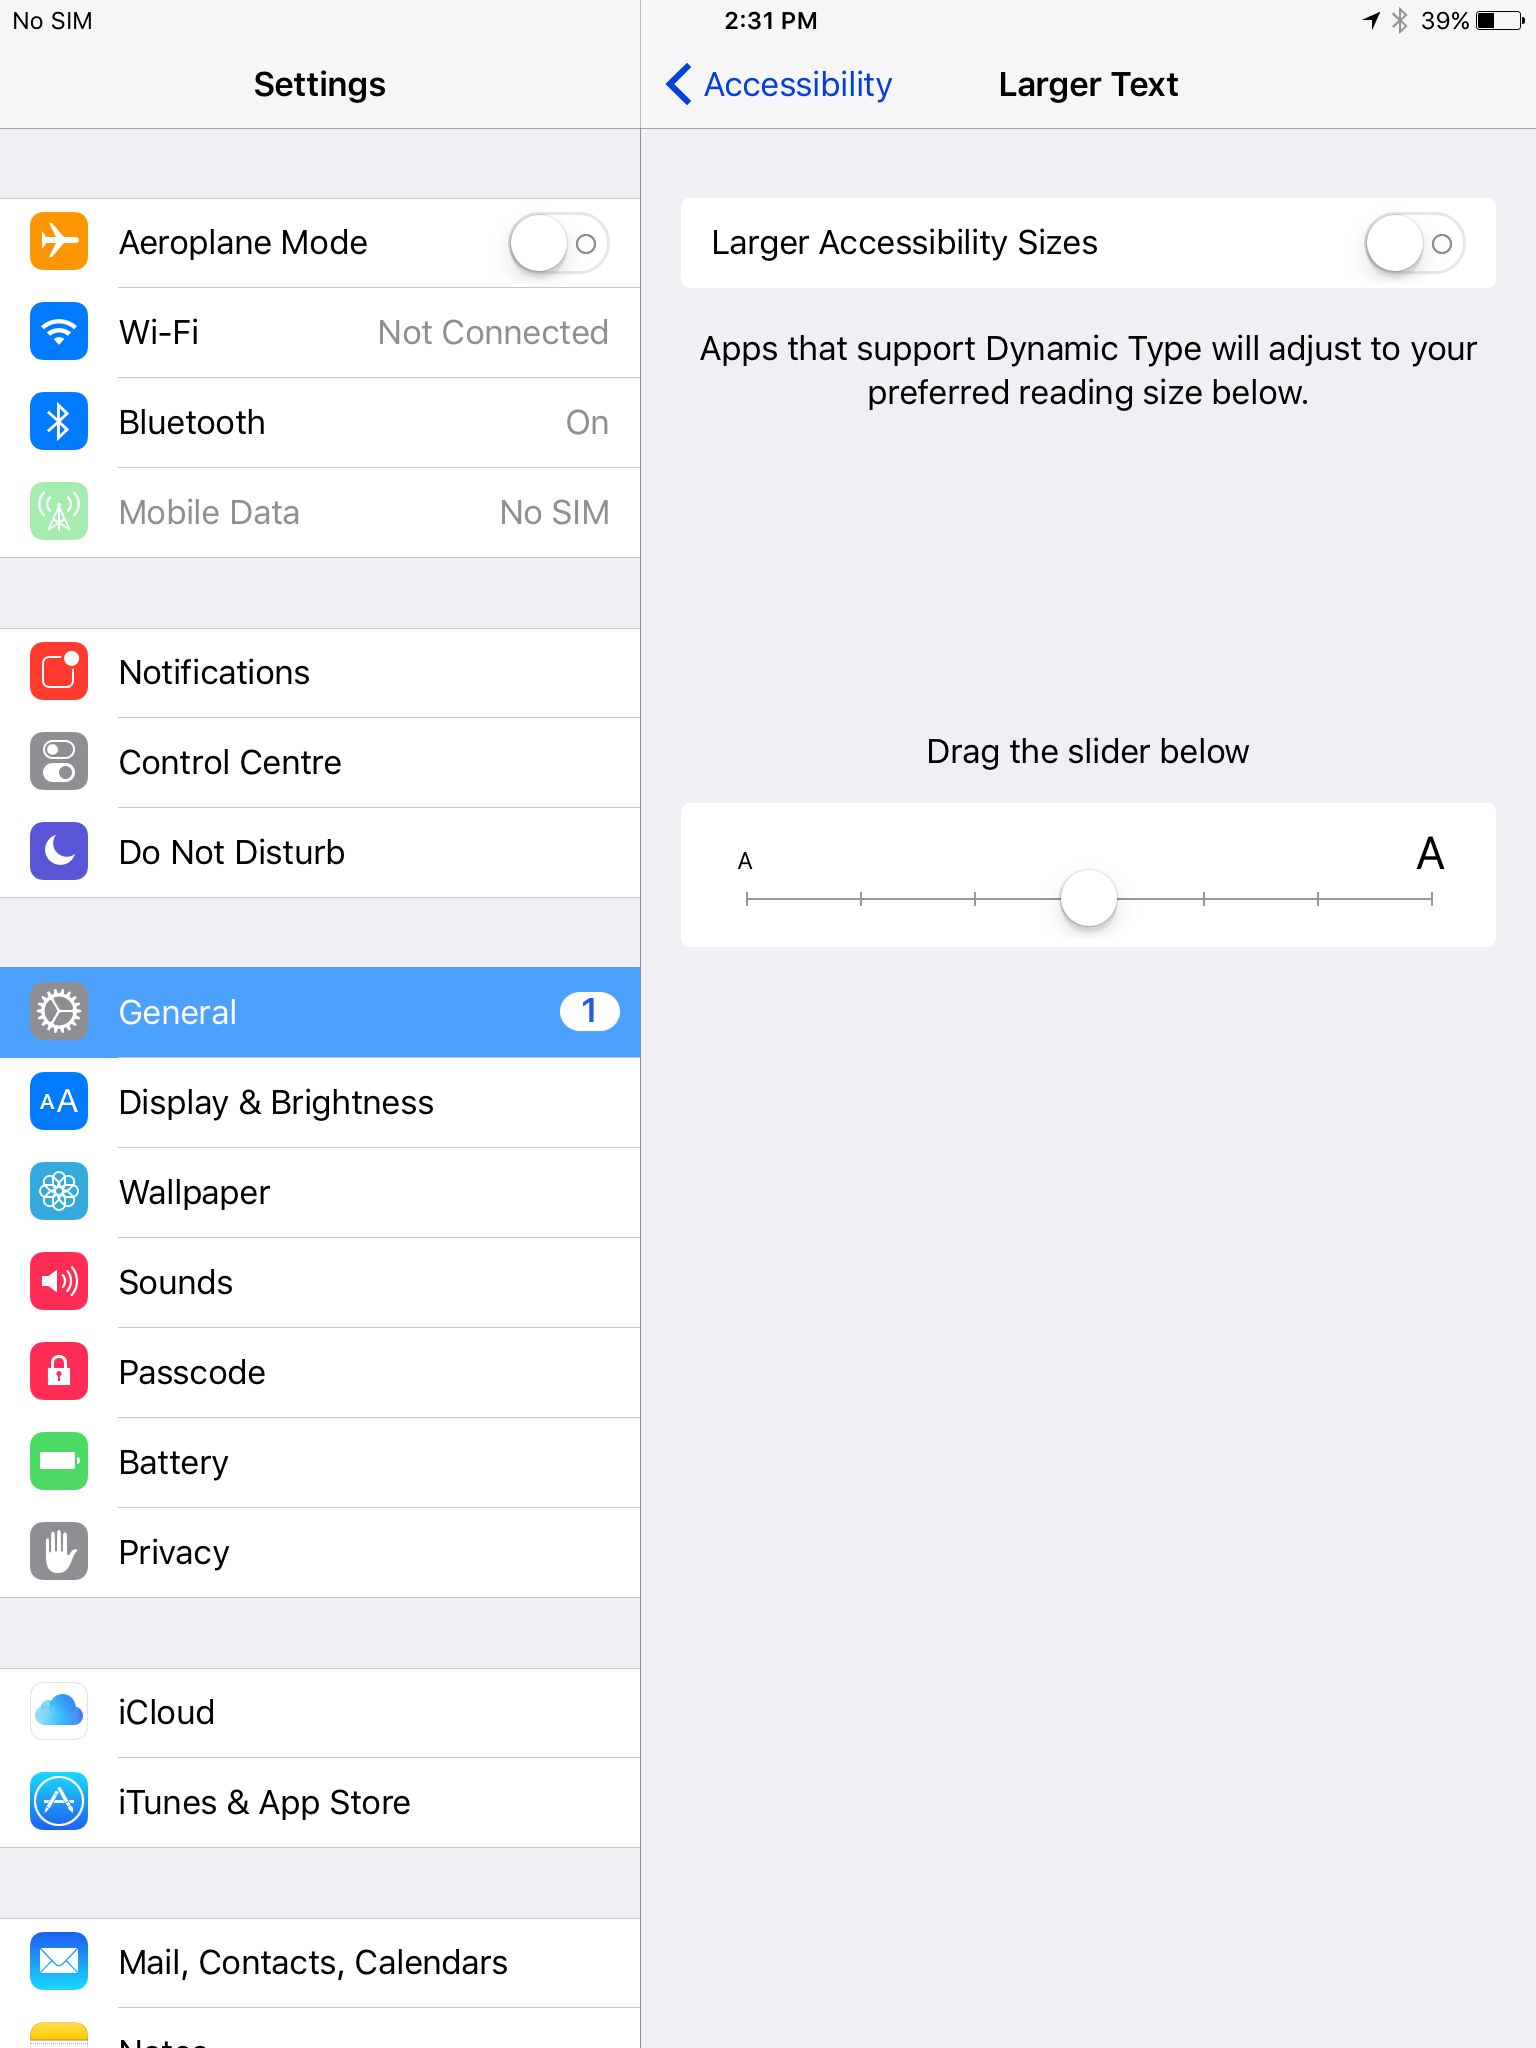 No SIM
2:31 PM
39%
Settings
Aeroplane Mode
Wi-Fi
Not Connected
Bluetooth
On
Mobile Data
No SIM
Notifications
Control Centre
Do Not Disturb
General
1
AA
Display & Brightness
Wallpaper
Sounds
Passcode
Battery
Privacy
iCloud
iTunes & App Store
Mail, Contacts, Calendars
Notes
Accessibility
Larger Text
Larger Accessibility Sizes
Apps that support Dynamic Type will adjust to your
preferred reading size below.
Drag the slider below
A
A